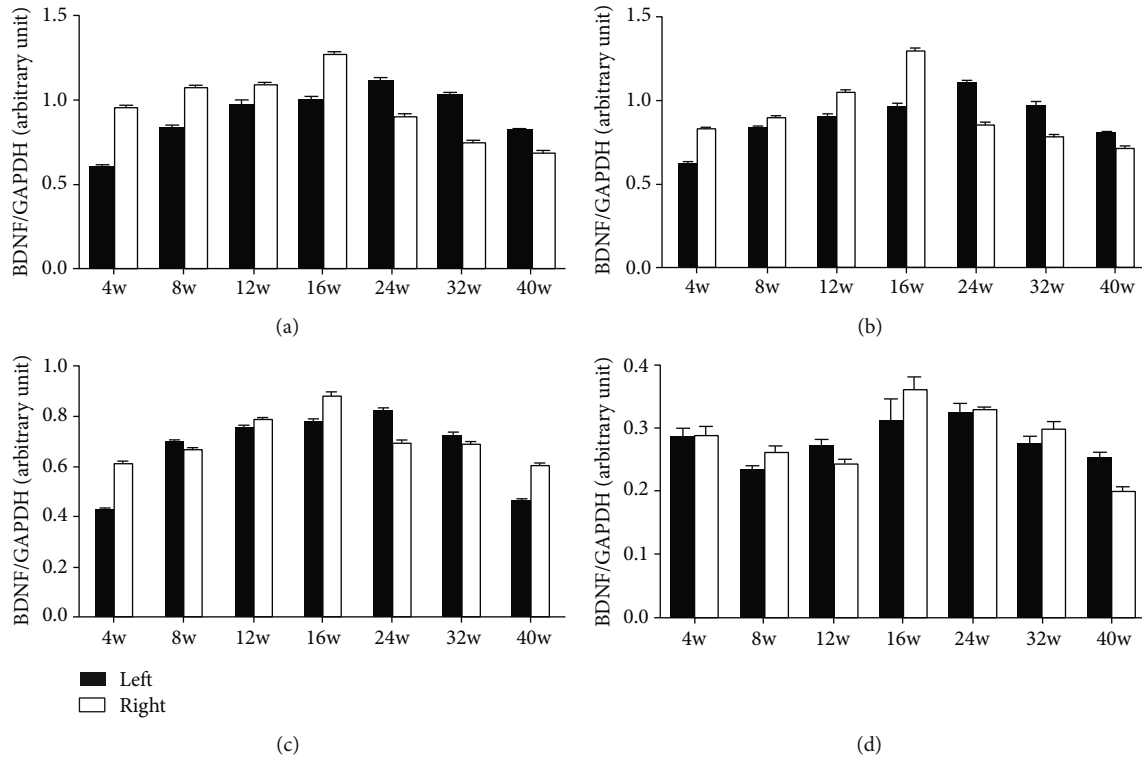 BDNF/GAPDH (arbitrary unit)
1.5
1.0
0.5
0.0
4w 8w 12w 16w 24w 32w 40w
(a)
BDNF/GAPDH (arbitrary unit)
1.5
1.0
0.5
0.0
4w 8w 12w 16w 24w 32w 40w
(b)
BDNF/GAPDH (arbitrary unit)
1.0
0.8
0.6
0.4
0.2
0.0
4w 8w 12w 16w 24w 32w 40w
Left
Right
(c)
BDNF/GAPDH (arbitrary unit)
0.4
0.3
0.2
0.1
0.0
4w 8w 12w 16w 24w 32w 40w
(d)